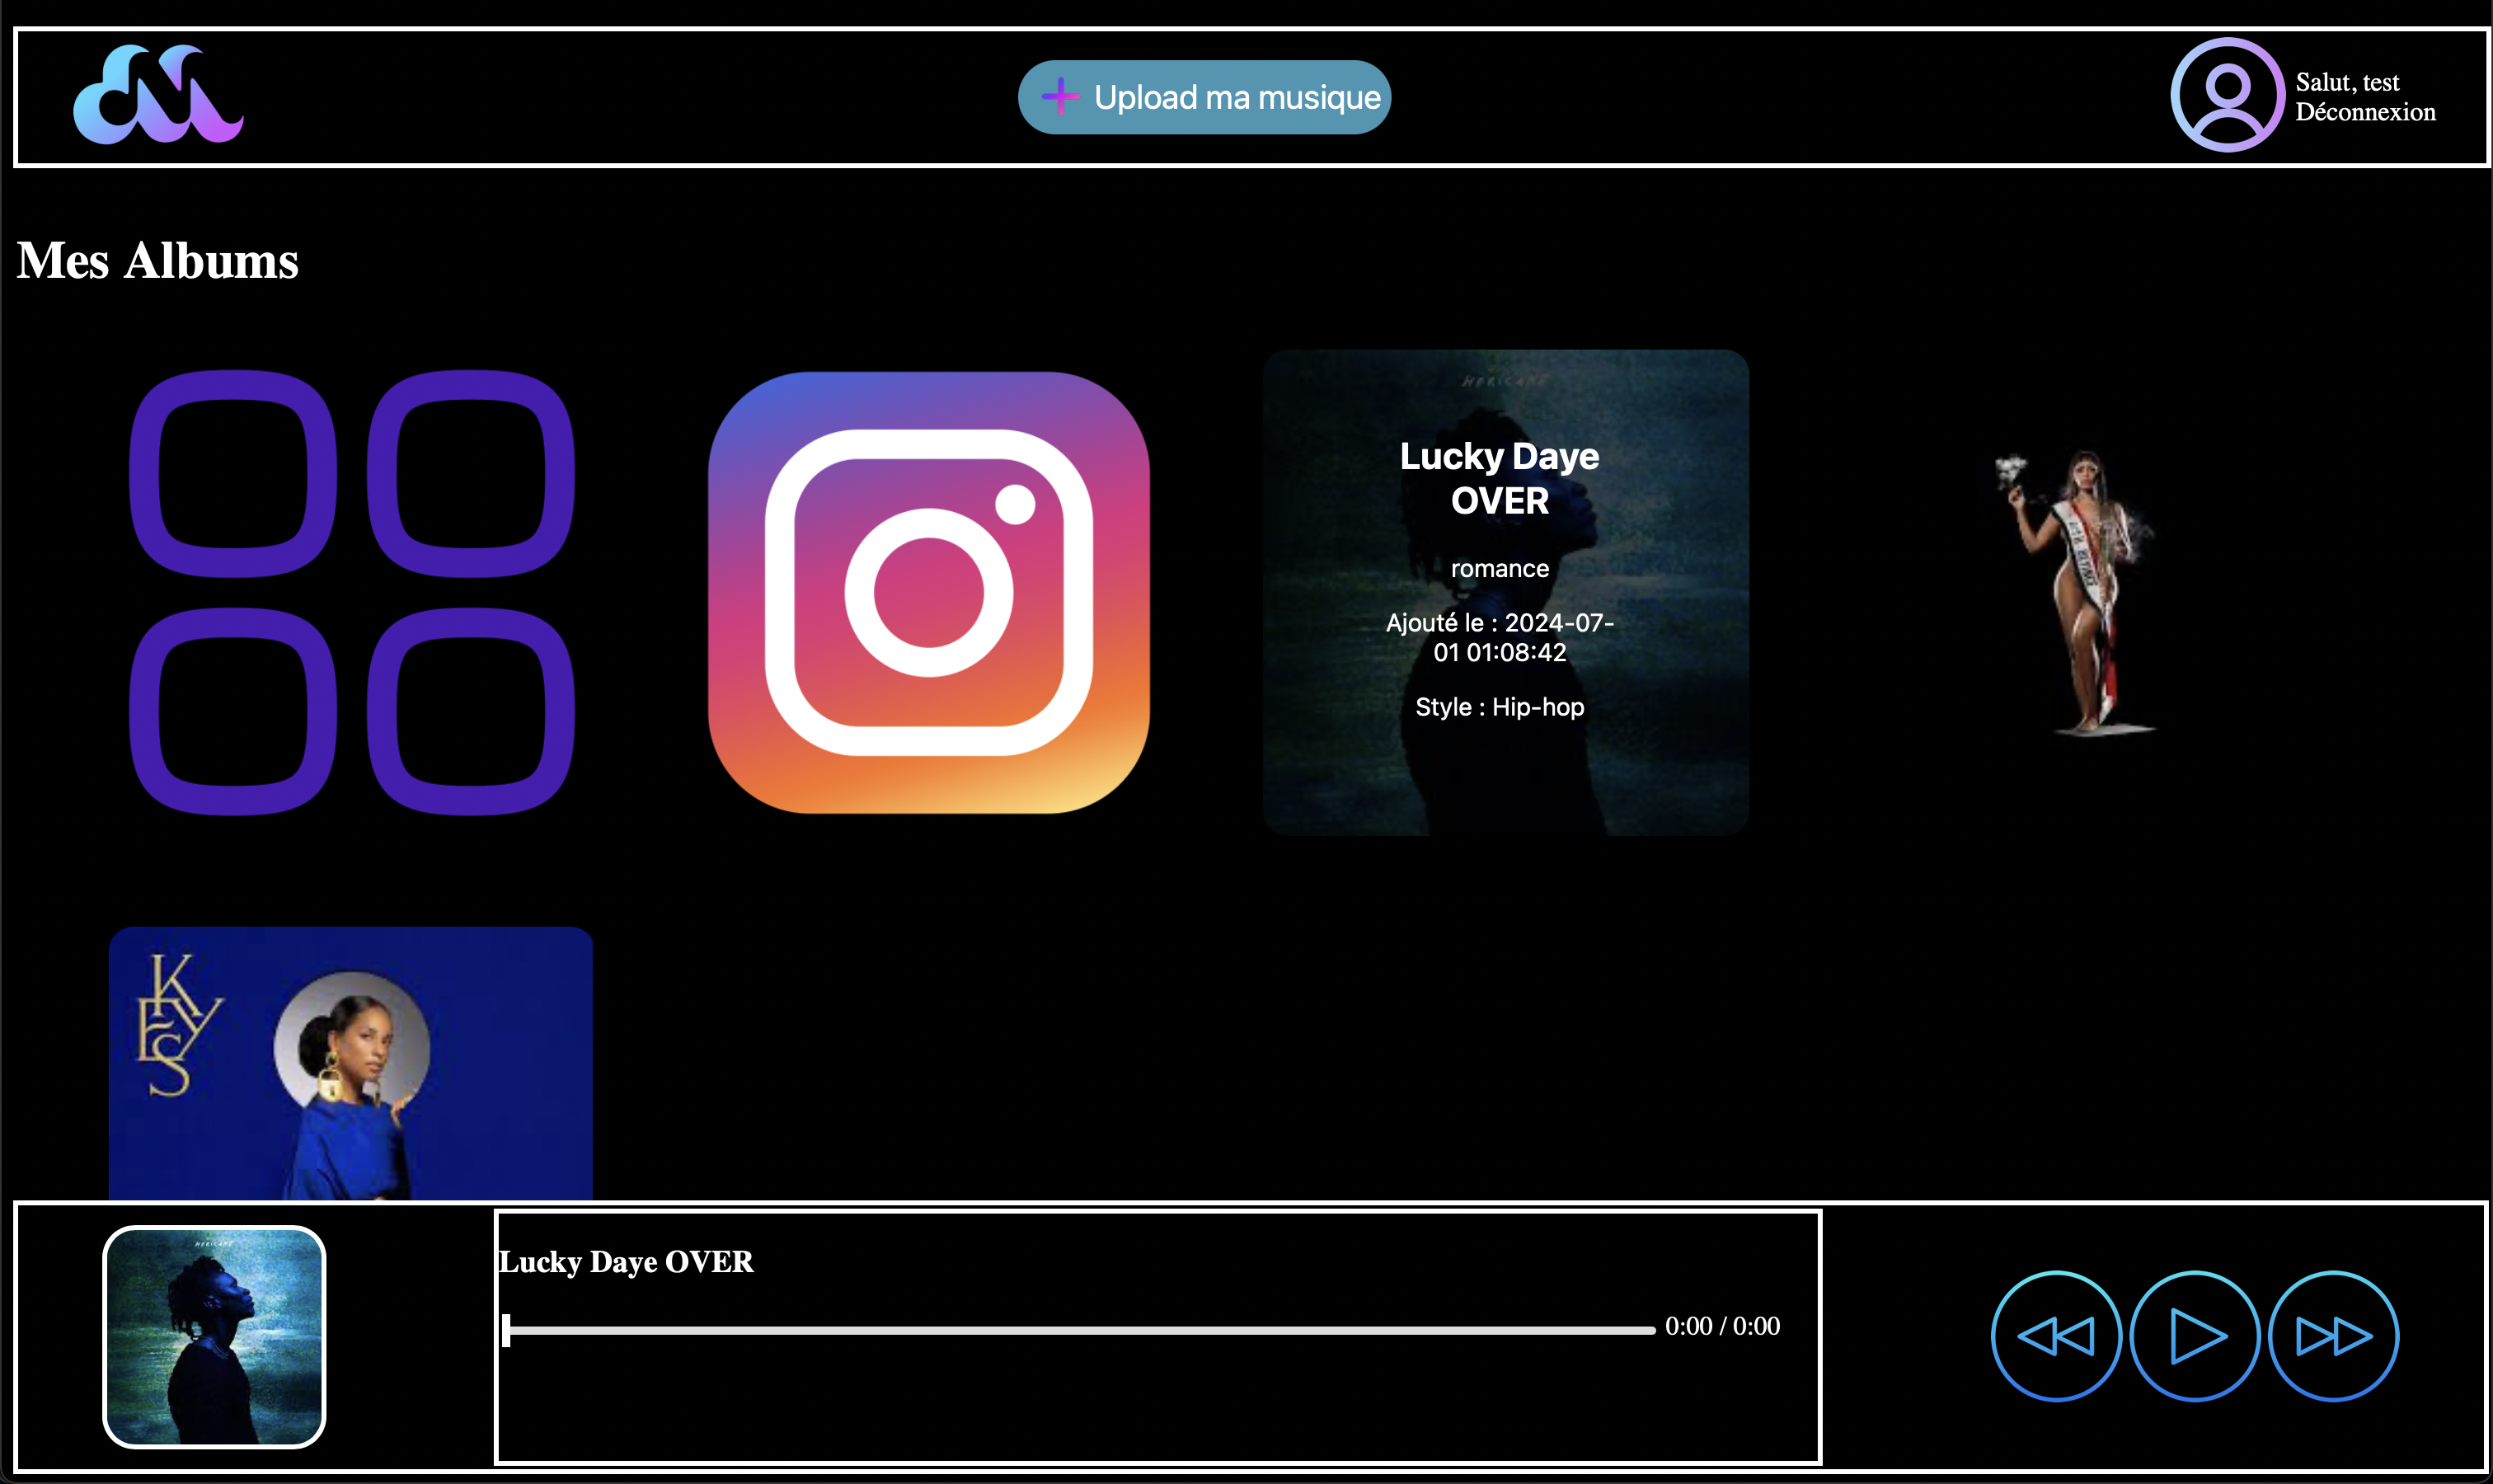 Upload ma musique
Salut, test
Déconnexion
Mes Albums
HERICANE
Lucky Daye
OVER
romance
Ajouté le : 2024-07-
01 01:08:42
Style : Hip-hop
KEYS
Lucky Daye OVER
0:00 / 0:00